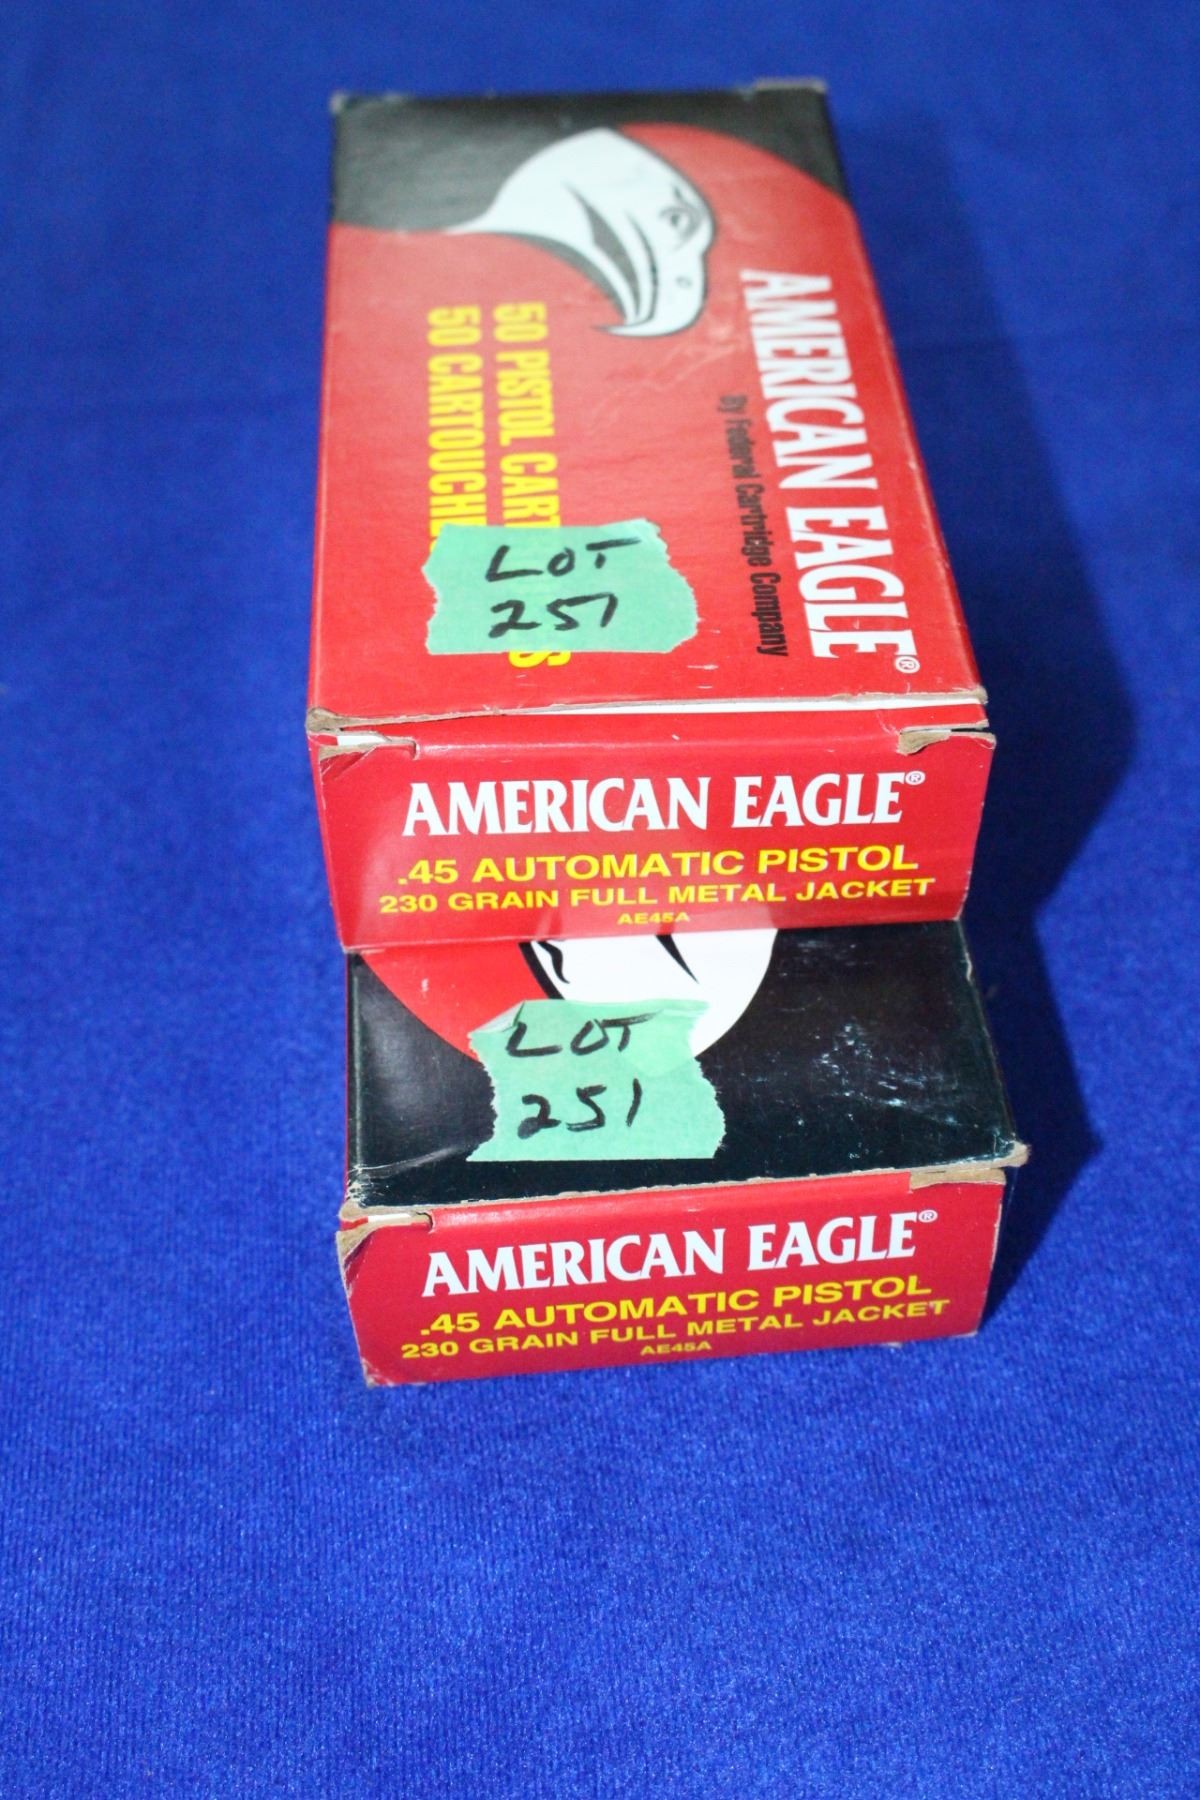 AMERICAN EAGLE®
By Federal Cartridge Company
50 PISTOL CART S
50 CARTOUCHE
LOT
251
AMERICAN EAGLE®
.45 AUTOMATIC PISTOL
230 GRAIN FULL METAL JACKET
AE45A
LOT
251
AMERICAN EAGLE®
.45 AUTOMATIC PISTOL
230 GRAIN FULL METAL JACKET
AE45A